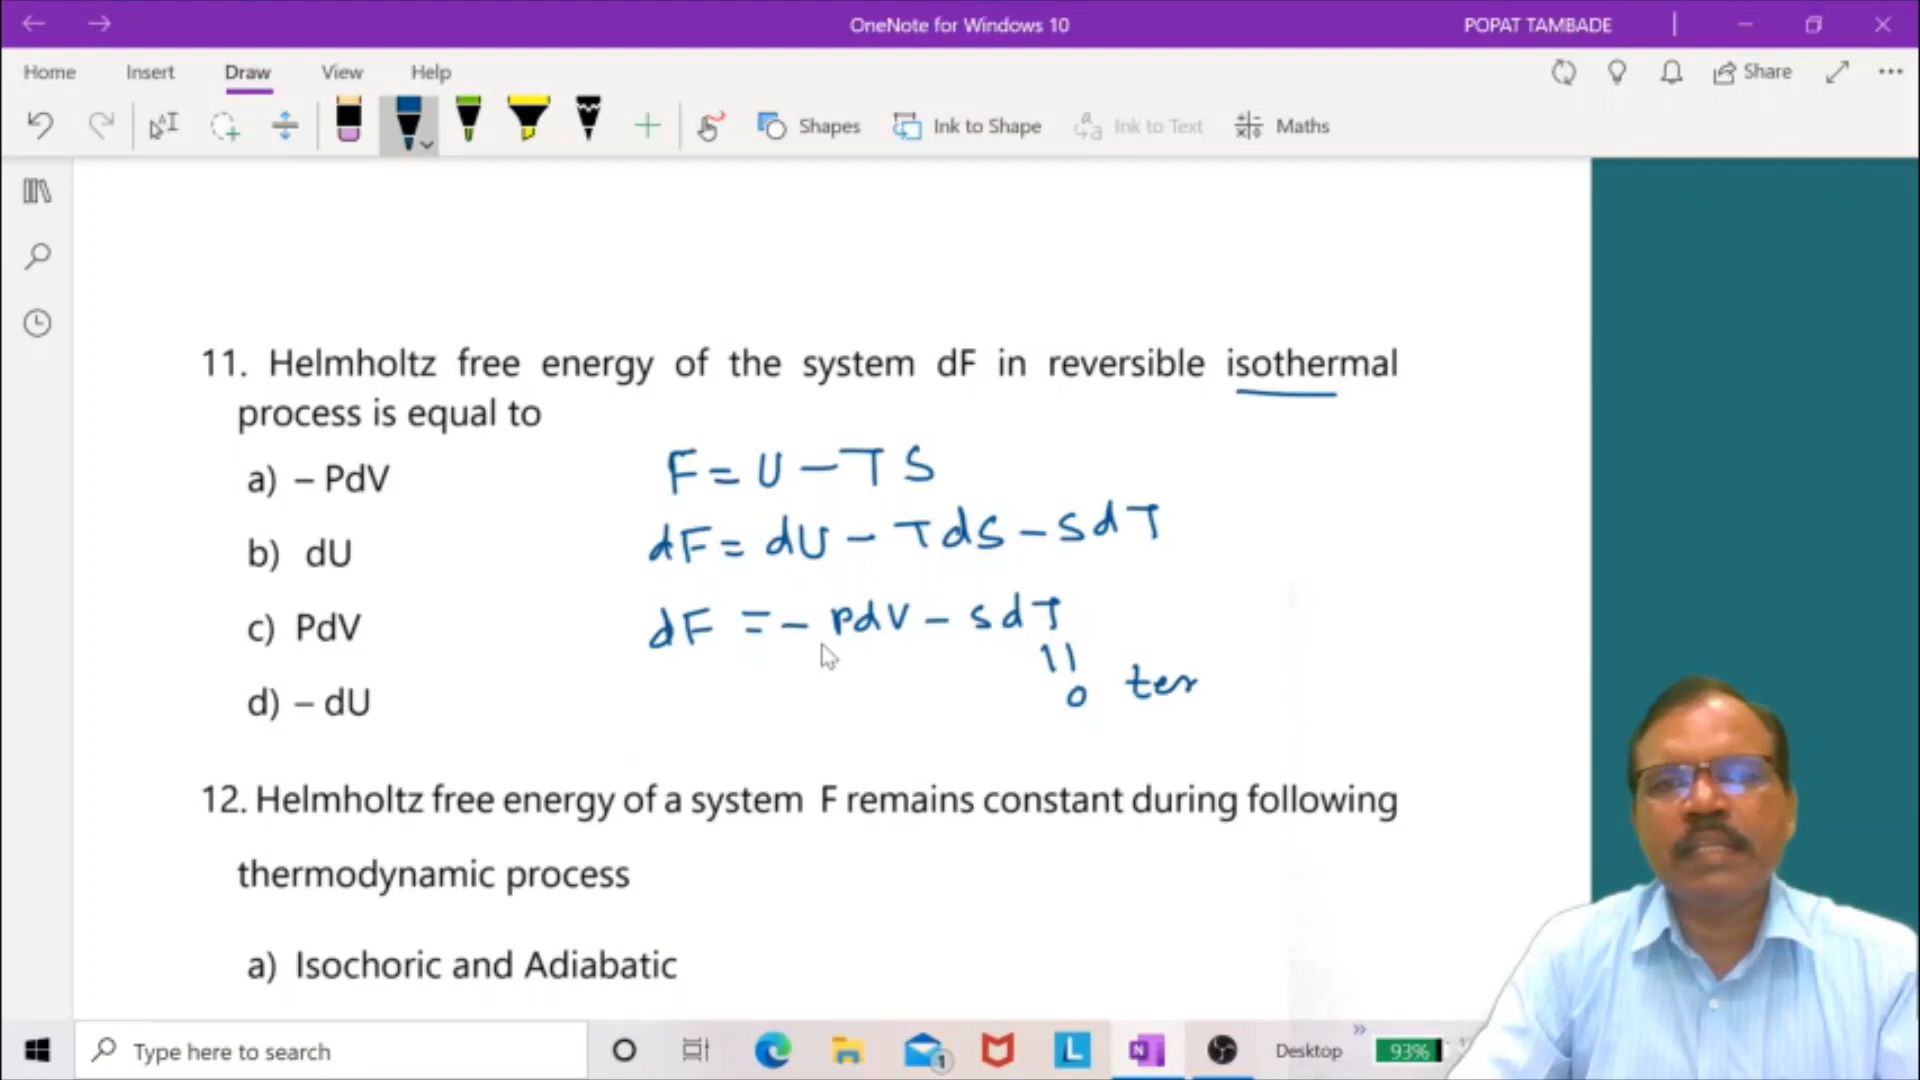 OneNote for Windows 10
POPAT TAMBADE
Home Insert Draw View Help
Share
Shapes Ink to Shape Ink to Text Maths
11. Helmholtz free energy of the system dF in reversible isothermal
process is equal to
a) – PdV
b) dU
c) PdV
d) – dU
F = U – TS
dF = dU – TdS – SdT
dF = – PdV – SdT
0 ter
12. Helmholtz free energy of a system F remains constant during following
thermodynamic process
a) Isochoric and Adiabatic
Type here to search
1
L
N
Desktop
93%